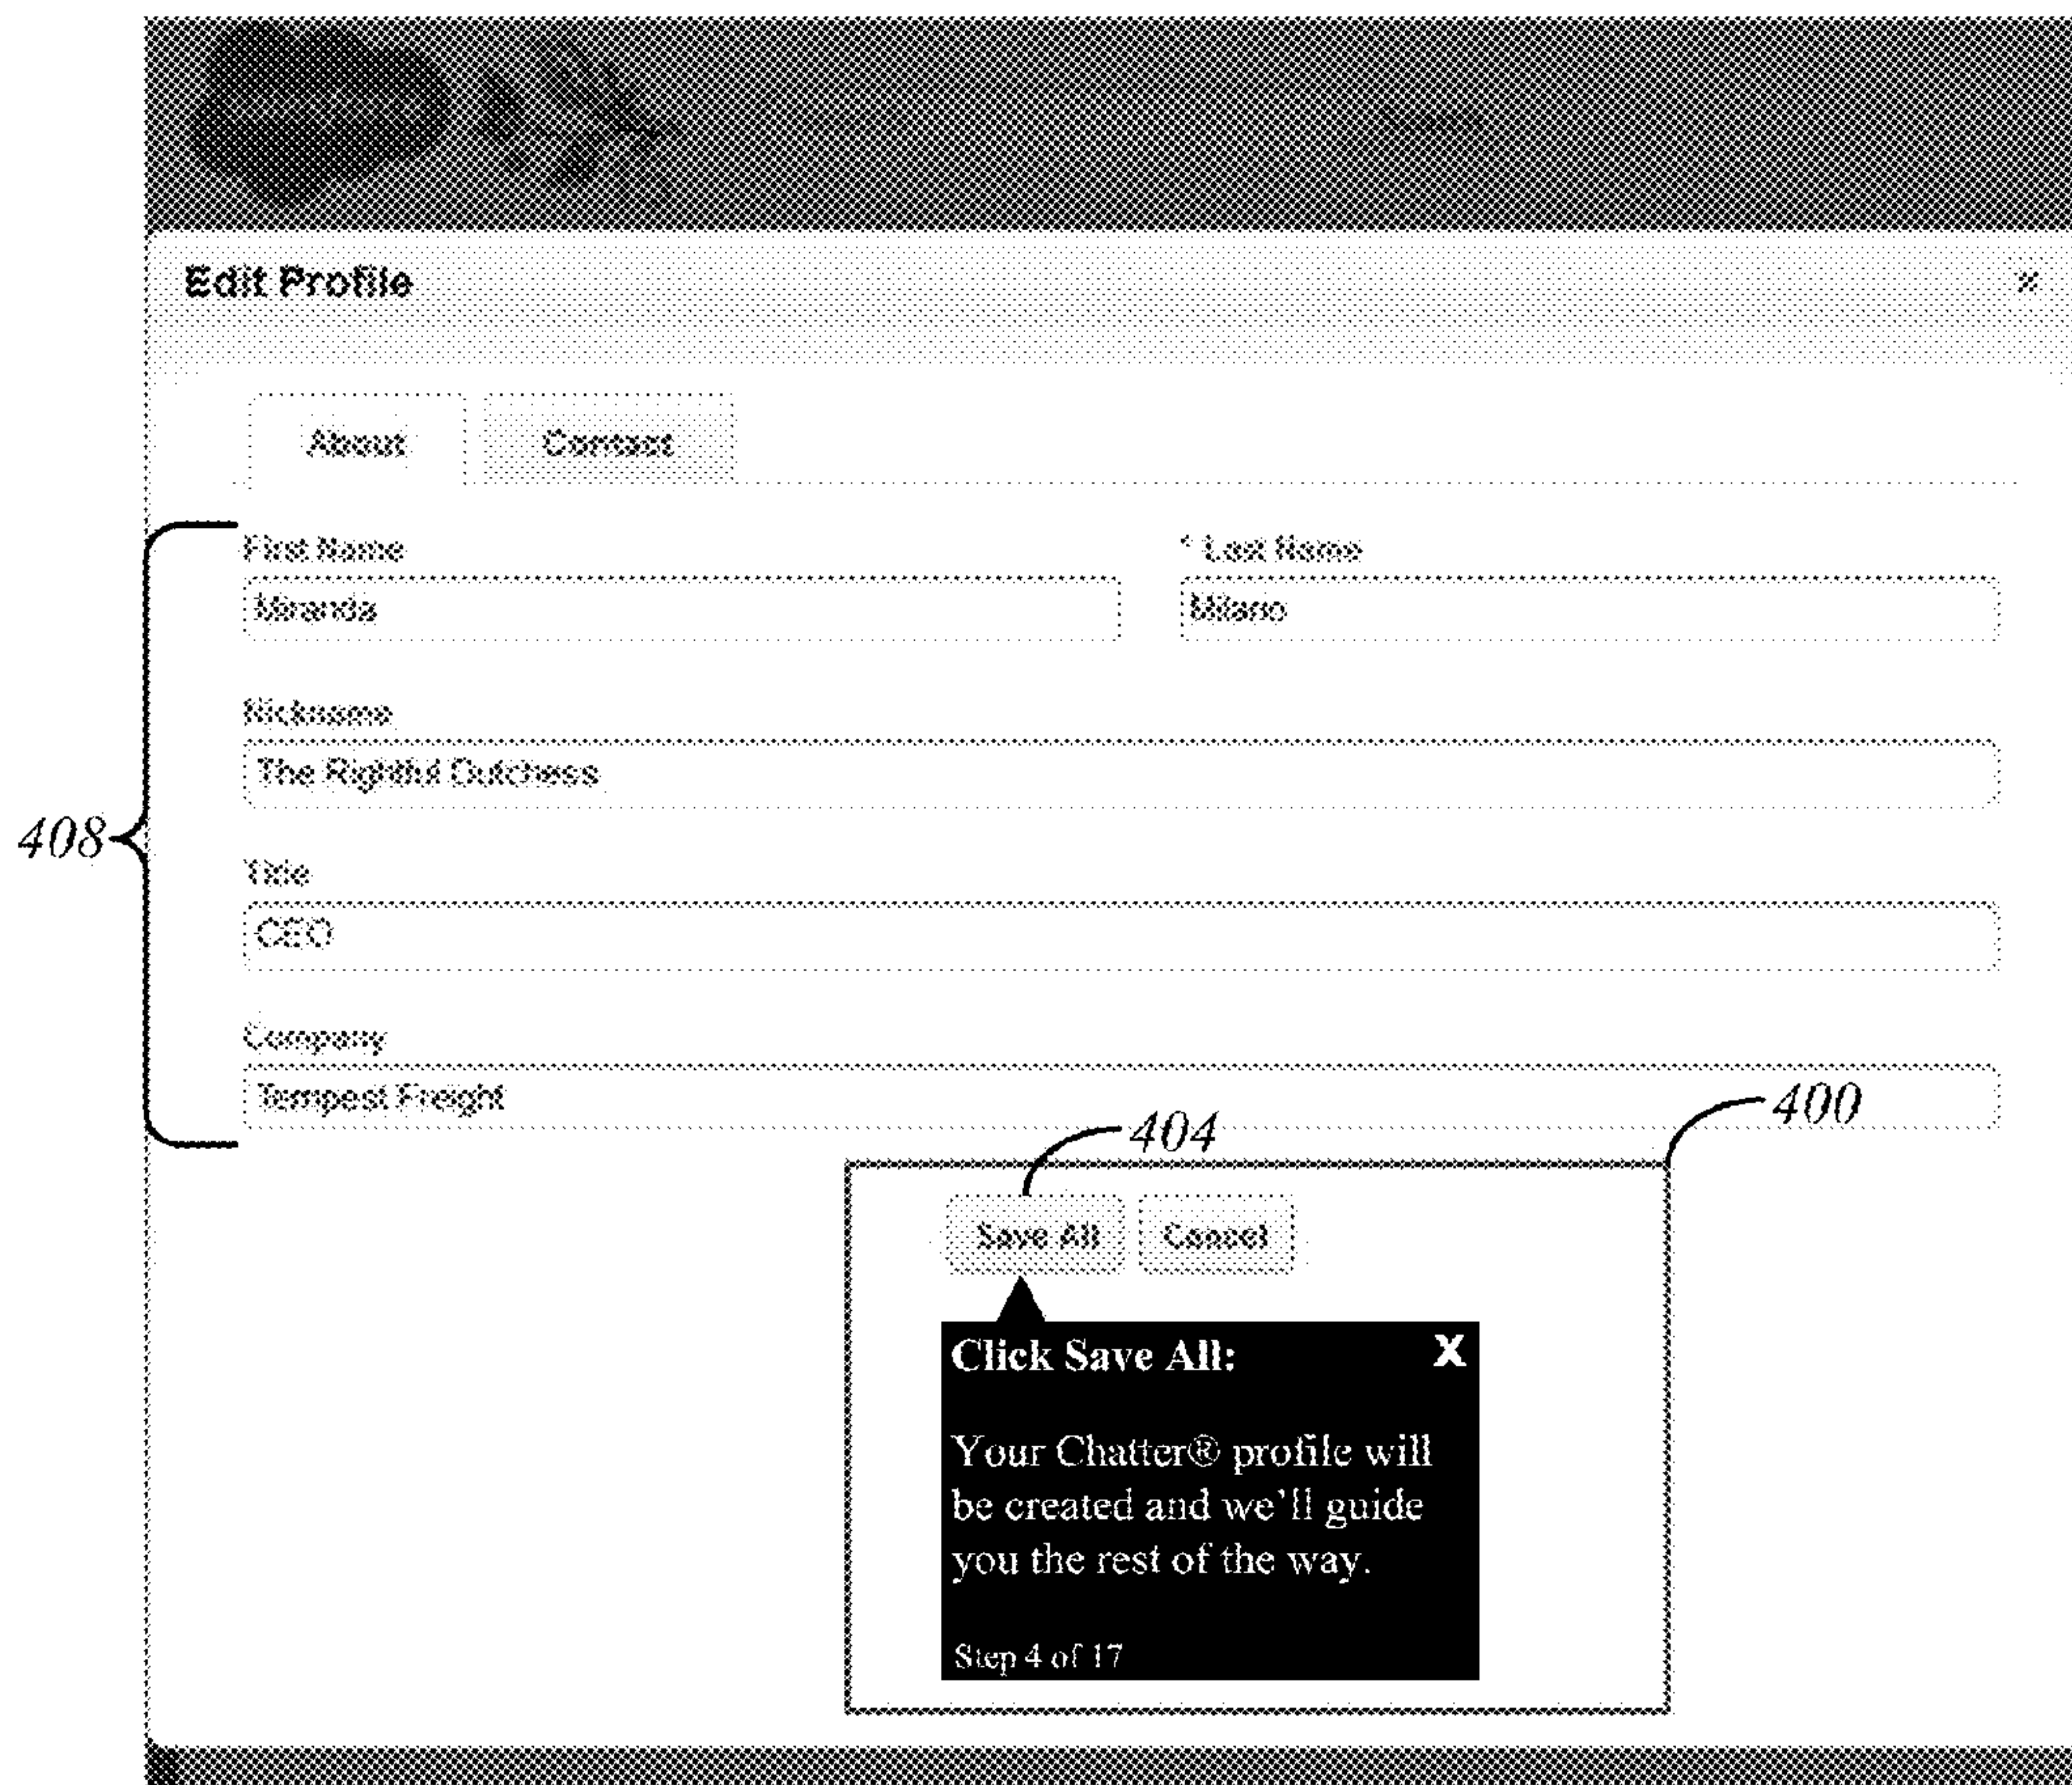 Edit Profile x
About Contact
First Name * Last Name
Miranda Milano
Nickname
The Rightful Dutchess
408
Title
CEO
Company
Tempest Freight
400
404
Save All Cancel
Click Save All: X
Your Chatter® profile will
be created and we'll guide
you the rest of the way.
Step 4 of 17